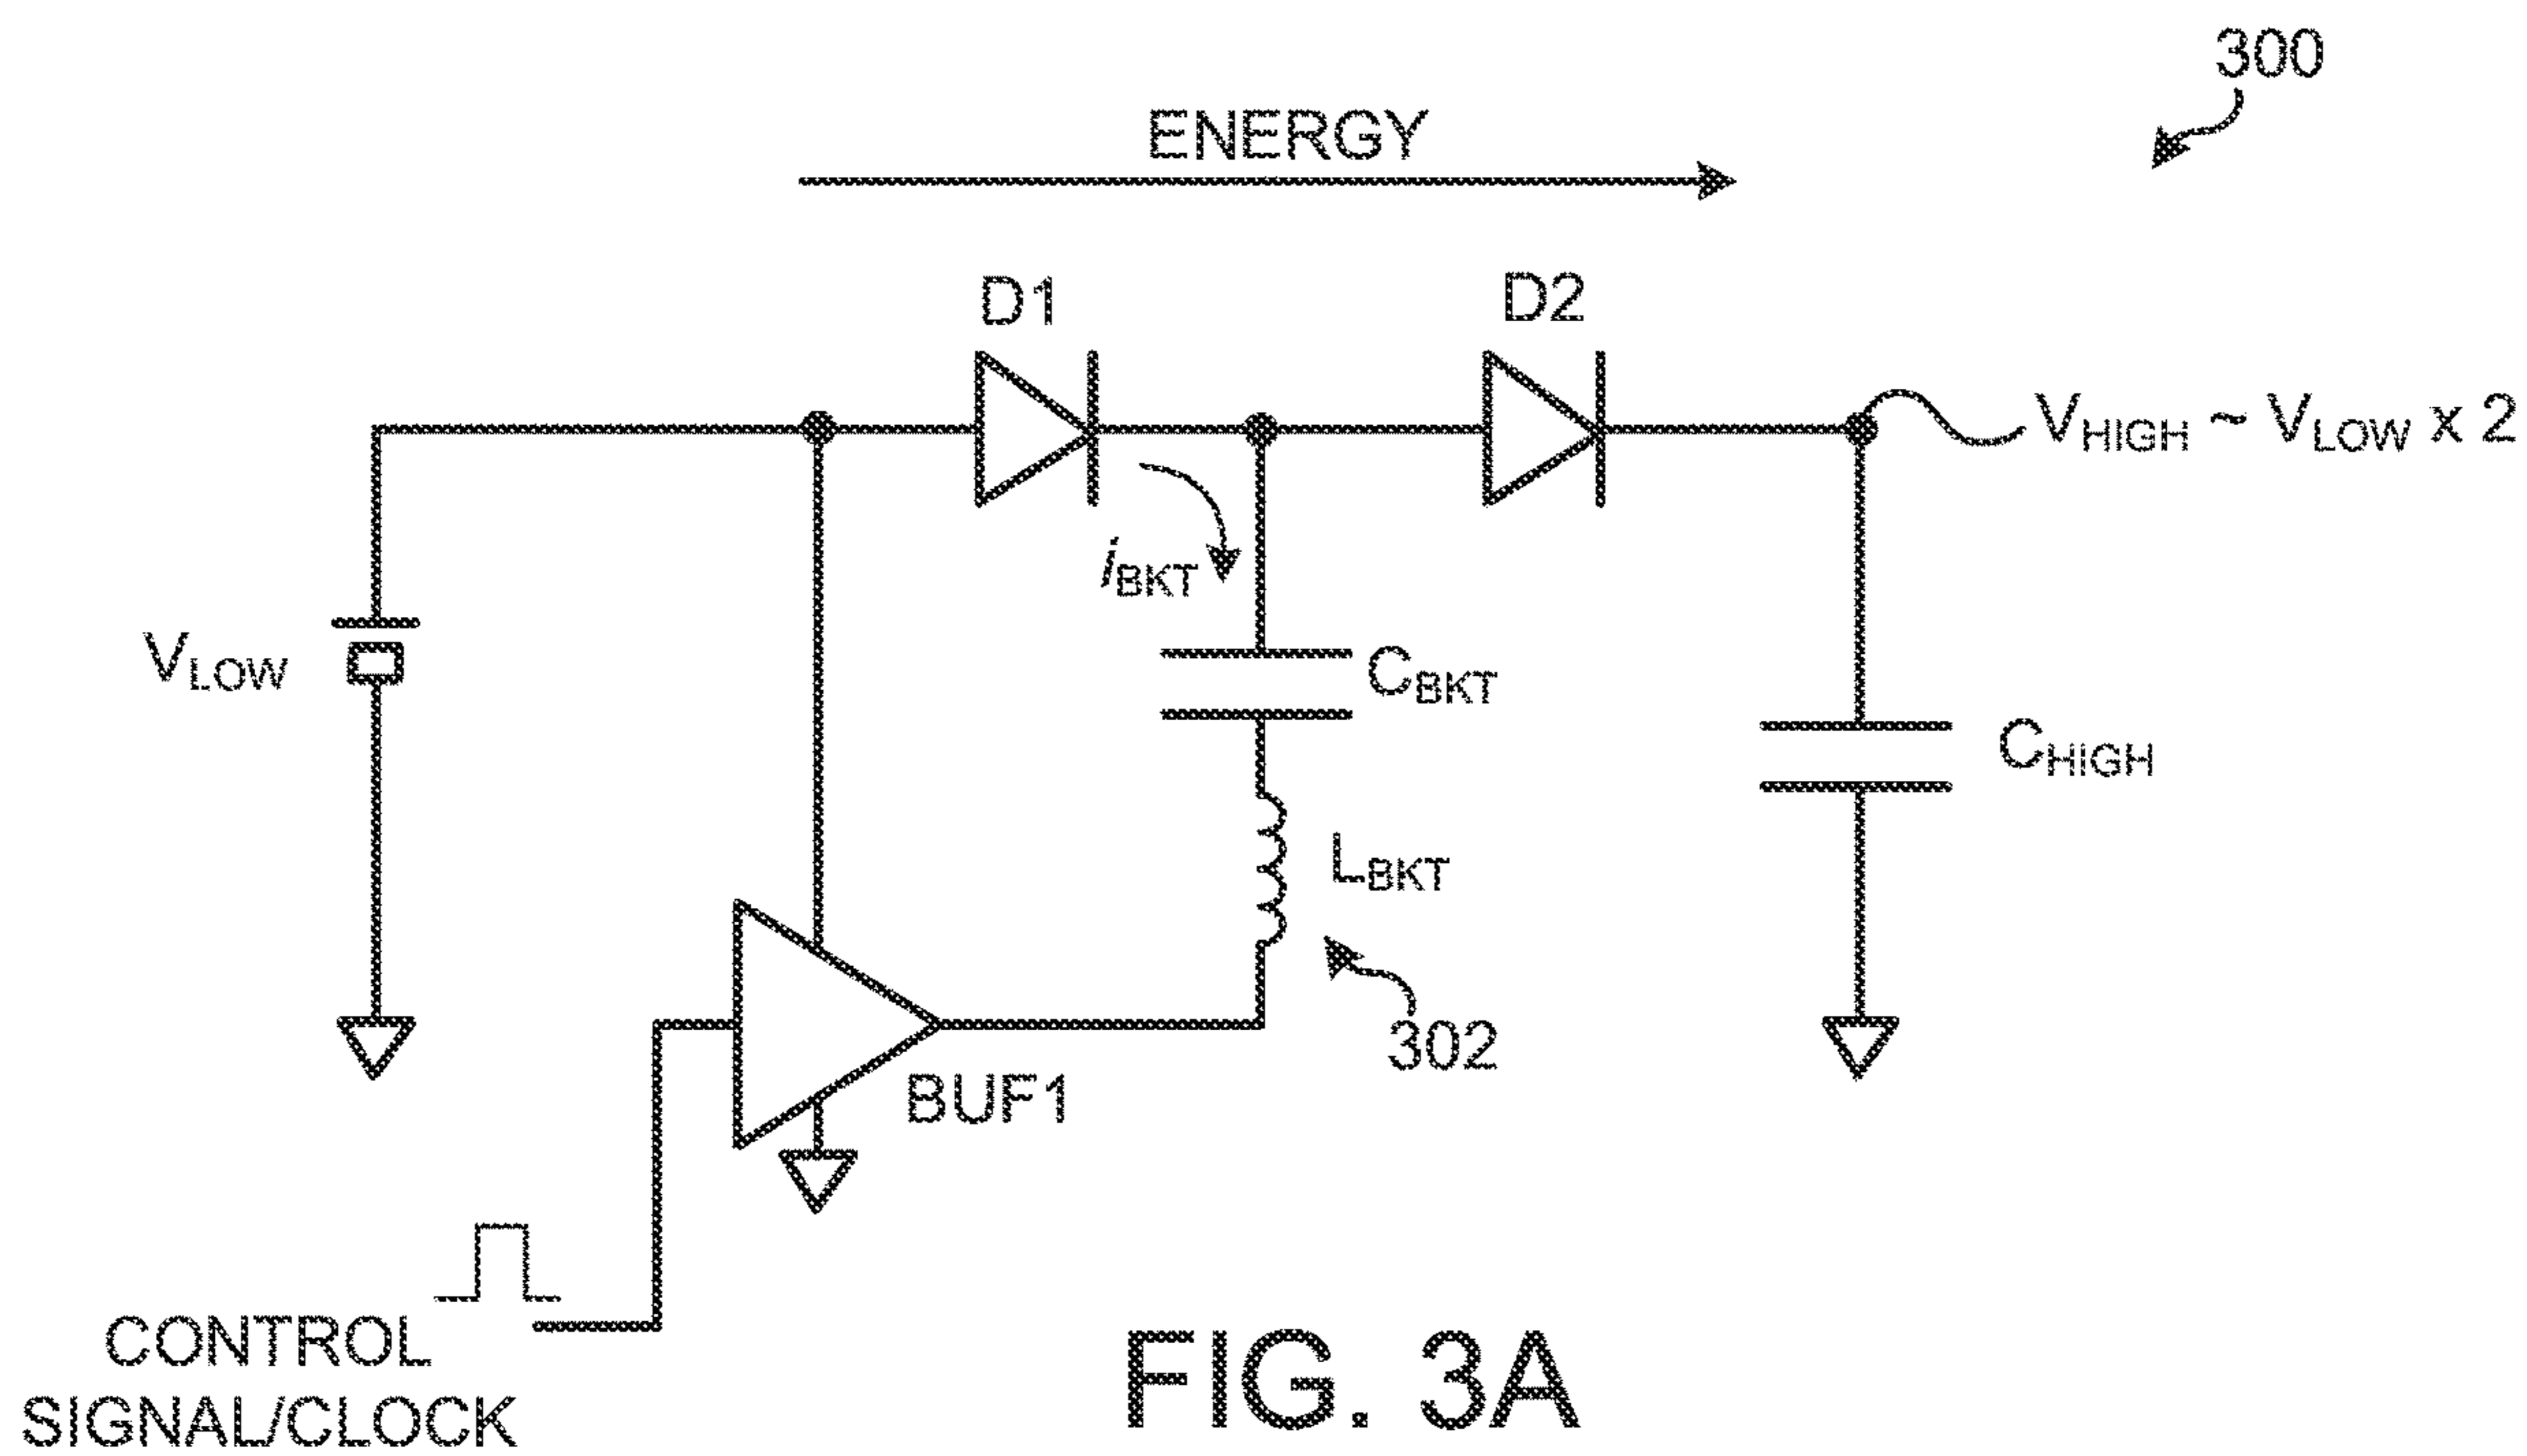 300
ENERGY
D1
D2
VHIGH ~ VLOW x 2
iBKT
VLOW
CBKT
CHIGH
LBKT
302
BUF1
CONTROL
SIGNAL/CLOCK
FIG. 3A